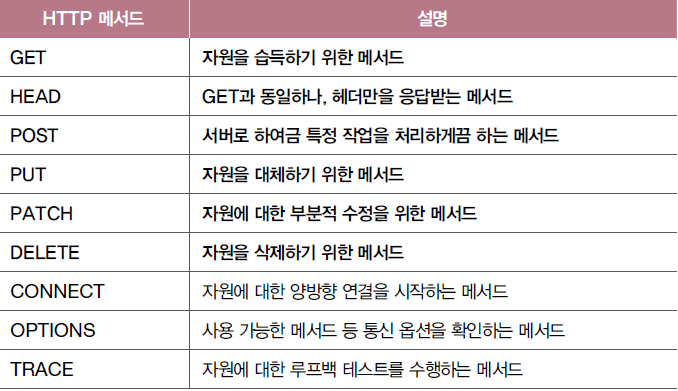 HTTP 메서드 설명
GET 자원을 습득하기 위한 메서드
HEAD GET과 동일하나, 헤더만을 응답받는 메서드
POST 서버로 하여금 특정 작업을 처리하게끔 하는 메서드
PUT 자원을 대체하기 위한 메서드
PATCH 자원에 대한 부분적 수정을 위한 메서드
DELETE 자원을 삭제하기 위한 메서드
CONNECT 자원에 대한 양방향 연결을 시작하는 메서드
OPTIONS 사용 가능한 메서드 등 통신 옵션을 확인하는 메서드
TRACE 자원에 대한 루프백 테스트를 수행하는 메서드